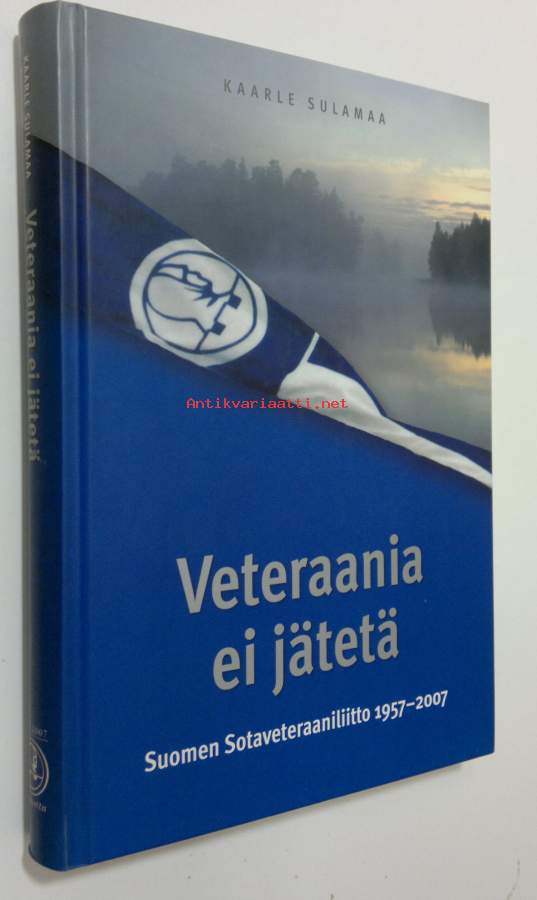 KAARLE SULAMAA
Veteraania
ei jätetä
Suomen Sotaveteraaniliitto 1957–2007
KAARLE SULAMAA
Veteraania ei jätetä
Antikvariaatti.net